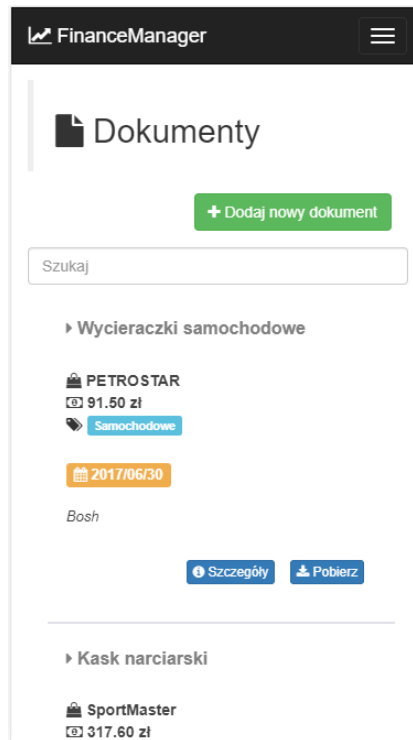 FinanceManager
Dokumenty
Dodaj nowy dokument
Szukaj
Wycieraczki samochodowe
PETROSTAR
91.50 zł
Samochodowe
2017/06/30
Bosh
Szczegóły Pobierz
Kask narciarski
SportMaster
317.60 zł